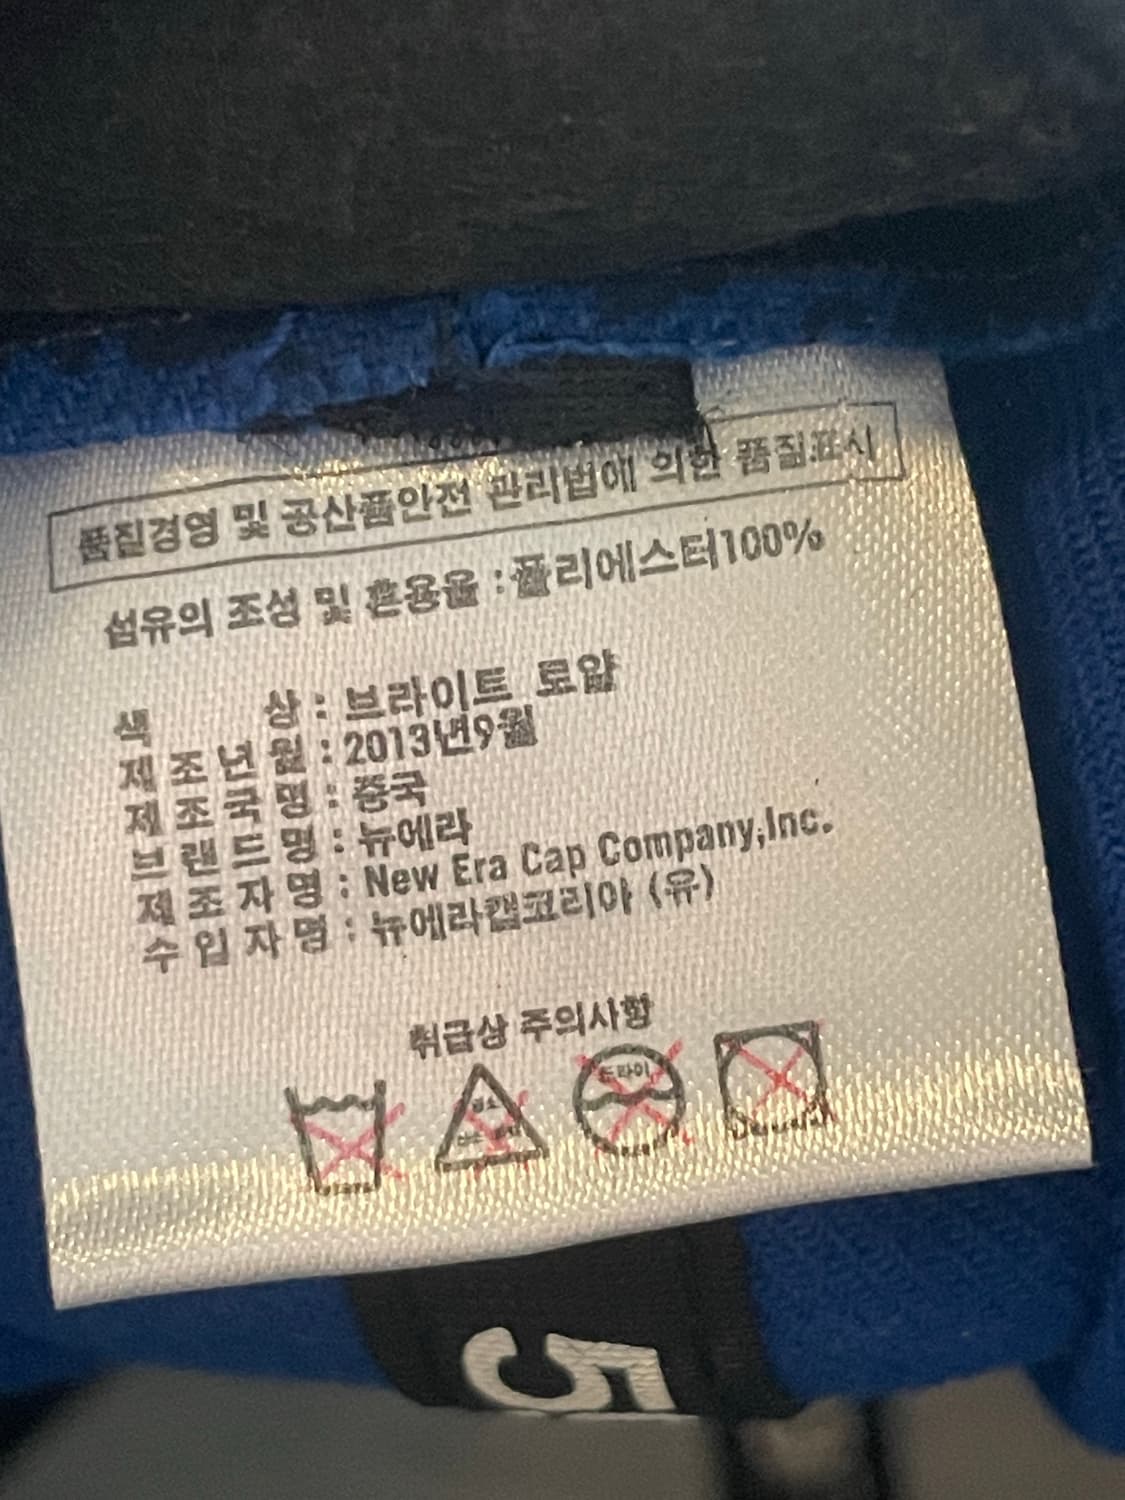 품질경영 및 공산품안전 관리법에 의한 품질표시
섬유의 조성 및 혼용율 : 폴리에스터100%
색 상 : 브라이트 로얄
제조년월 : 2013년9월
제조국명 : 중국
브랜드명 : 뉴에라
제조자명 : New Era Cap Company,Inc.
수입자명 : 뉴에라캡코리아 (유)
취급상 주의사항
드라이
5